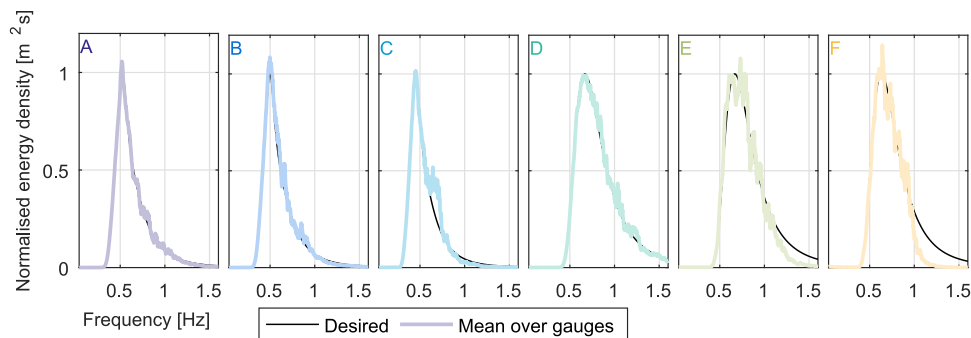 Normalised energy density [m² s]
A B C D E F
1
0.5
0
0.5 1 1.5 0.5 1 1.5 0.5 1 1.5 0.5 1 1.5 0.5 1 1.5 0.5 1 1.5
Frequency [Hz]
Desired Mean over gauges